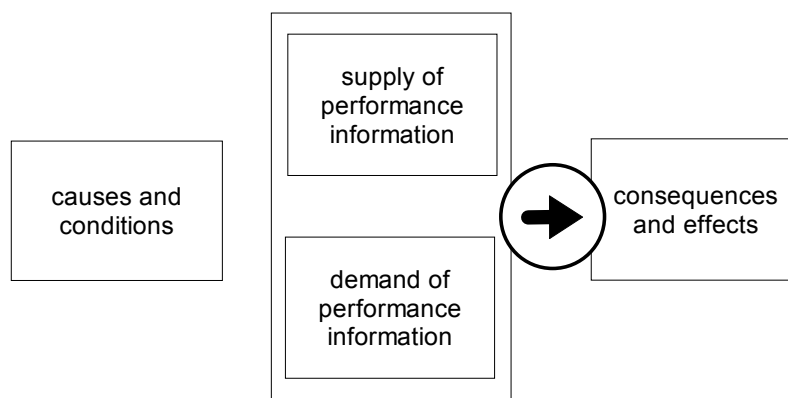 causes and
conditions
supply of
performance
information
demand of
performance
information
consequences
and effects